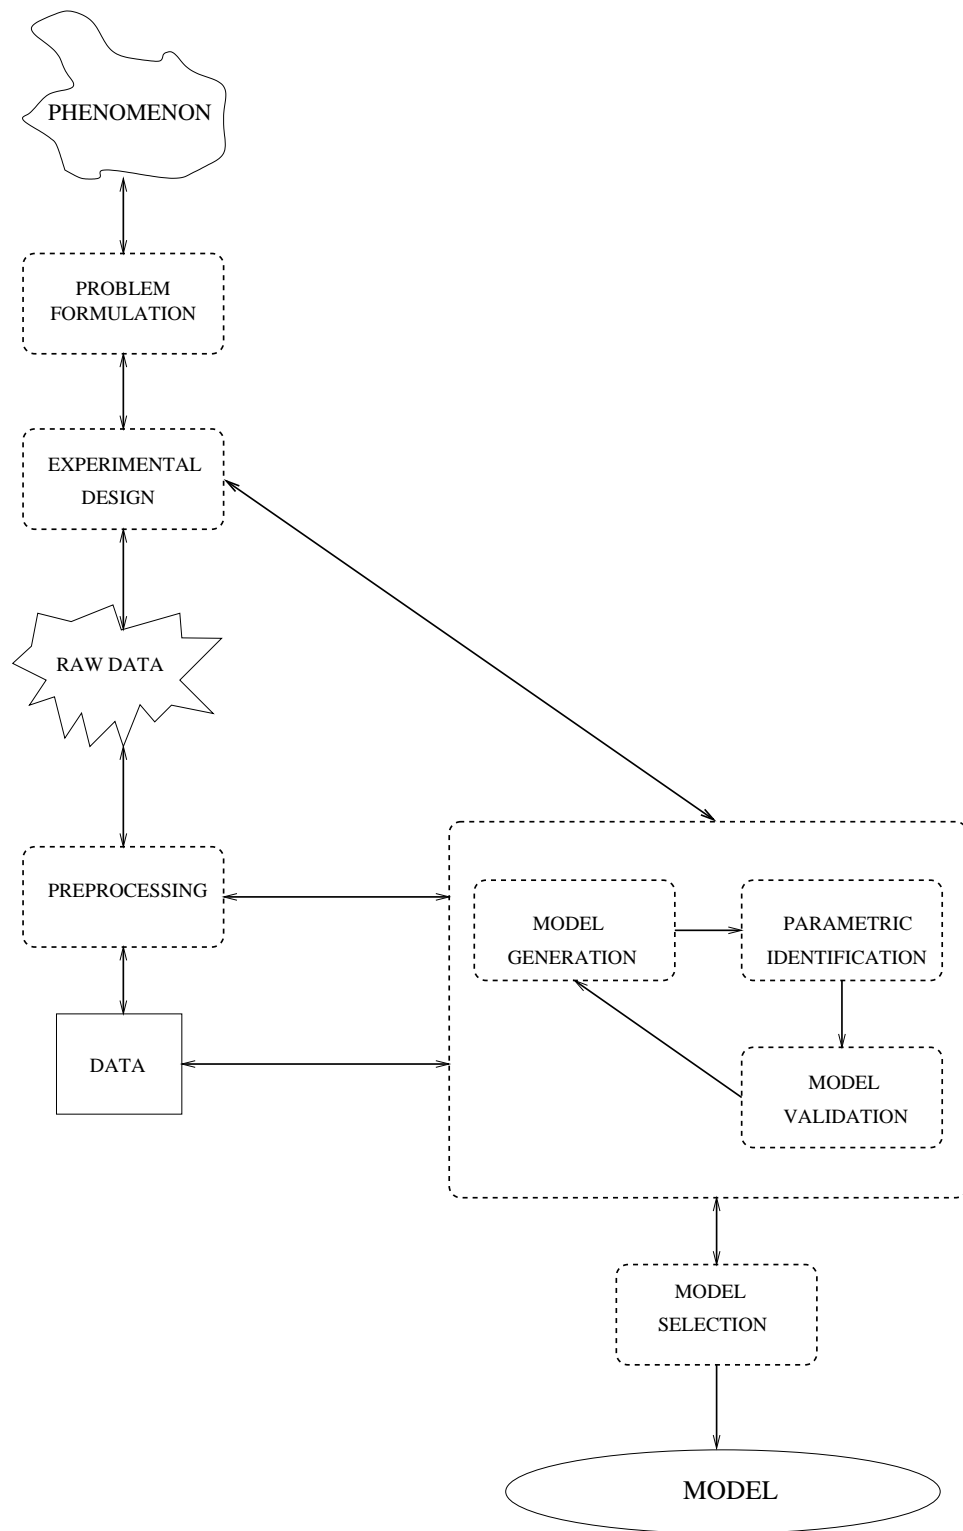 PHENOMENON
PROBLEM
FORMULATION
EXPERIMENTAL
DESIGN
RAW DATA
PREPROCESSING
DATA
MODEL
GENERATION
PARAMETRIC
IDENTIFICATION
MODEL
VALIDATION
MODEL
SELECTION
MODEL